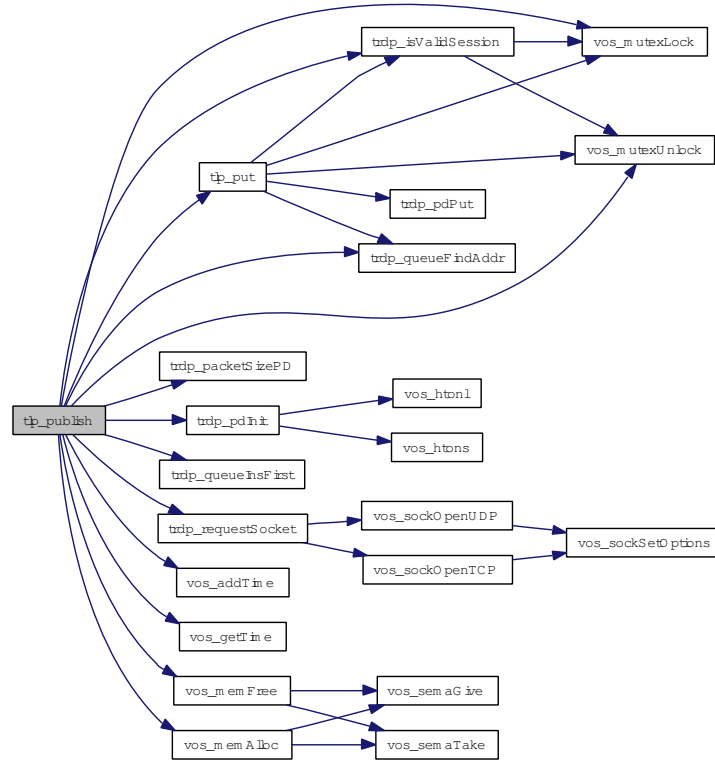 trdp_isValidSession
vos_mutexLock
vos_mutexUnlock
tlp_put
trdp_pdPut
trdp_queueFindAddr
trdp_packetSizePD
vos_htonl
tlp_publish
trdp_pdInit
vos_htons
trdp_queueInsFirst
vos_sockOpenUDP
trdp_requestSocket
vos_sockSetOptions
vos_sockOpenTCP
vos_addTime
vos_getTime
vos_memFree
vos_semaGive
vos_memAlloc
vos_semaTake